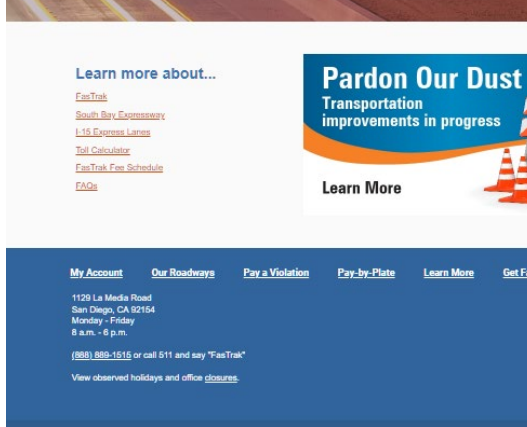 Learn more about...
FasTrak
South Bay Expressway
I-15 Express Lanes
Toll Calculator
FasTrak Fee Schedule
FAQs
Pardon Our Dust
Transportation
improvements in progress
Learn More
My Account Our Roadways Pay a Violation Pay-by-Plate Learn More Get
1129 La Media Road
San Diego, CA 92154
Monday - Friday
8 a.m. - 6 p.m.
(888) 889-1515 or call 511 and say "FasTrak"
View observed holidays and office closures.